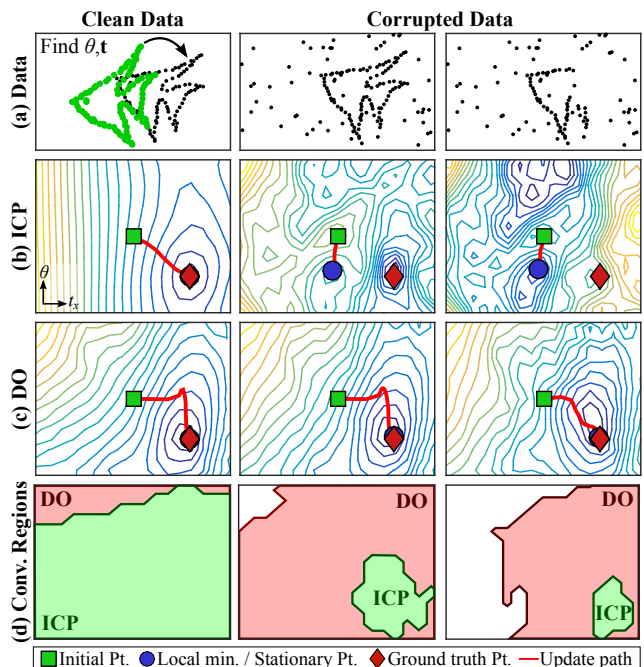 Clean Data
Corrupted Data
(a) Data
Find θ,t
(b) ICP
θ
tₓ
(c) DO
(d) Conv. Regions
DO
ICP
DO
ICP
DO
ICP
Initial Pt. Local min. / Stationary Pt. Ground truth Pt. Update path